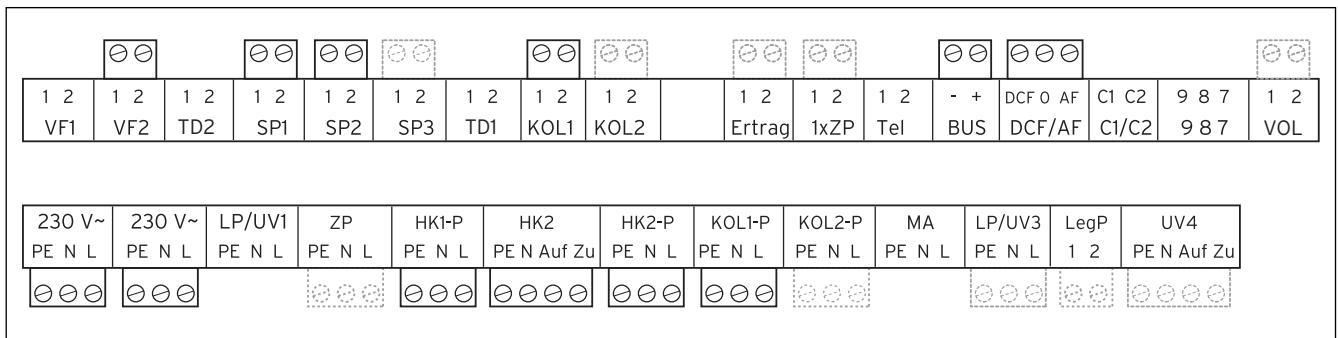 1 2 1 2 1 2 1 2 1 2 1 2 1 2 1 2 1 2 1 2 1 2 1 2 - + DCF O AF C1 C2 9 8 7 1 2
VF1 VF2 TD2 SP1 SP2 SP3 TD1 KOL1 KOL2 Ertrag 1xZP Tel BUS DCF/AF C1/C2 9 8 7 VOL
230 V~ 230 V~ LP/UV1 ZP HK1-P HK2 HK2-P KOL1-P KOL2-P MA LP/UV3 LegP UV4
PE N L PE N L PE N L PE N L PE N L PE N Auf Zu PE N L PE N L PE N L PE N L PE N L 1 2 PE N Auf Zu